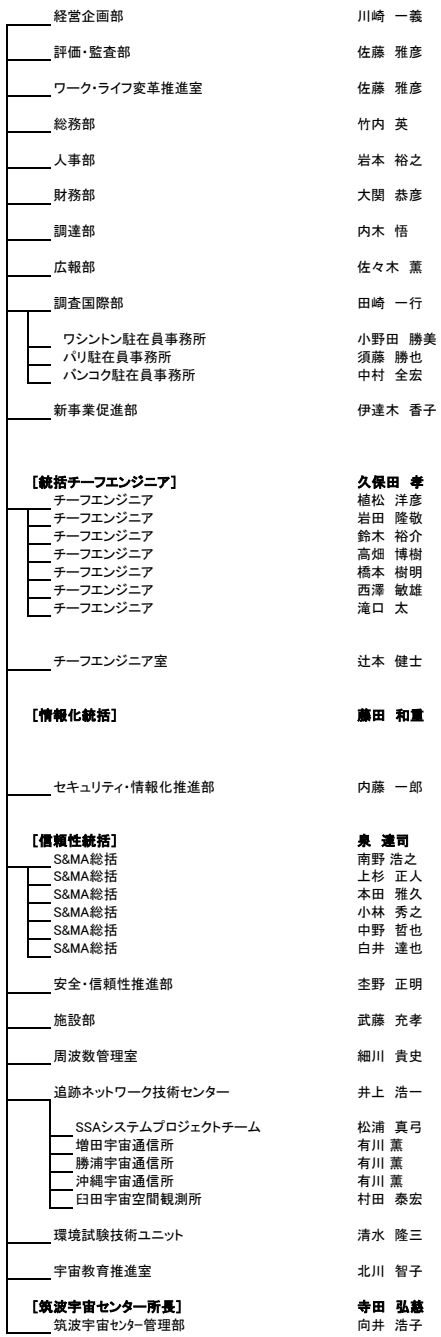 経営企画部 川崎 一義
評価・監査部 佐藤 雅彦
ワーク・ライフ変革推進室 佐藤 雅彦
総務部 竹内 英
人事部 岩本 裕之
財務部 大関 恭彦
調達部 内木 悟
広報部 佐々木 薫
調査国際部 田崎 一行
ワシントン駐在員事務所 小野田 勝美
パリ駐在員事務所 須藤 勝也
バンコク駐在員事務所 中村 全宏
新事業促進部 伊達木 香子
[統括チーフエンジニア] 久保田 孝
チーフエンジニア 植松 洋彦
チーフエンジニア 岩田 隆敬
チーフエンジニア 鈴木 裕介
チーフエンジニア 高畑 博樹
チーフエンジニア 橋本 樹明
チーフエンジニア 西澤 敏雄
チーフエンジニア 滝口 太
チーフエンジニア室 辻本 健士
[情報化統括] 藤田 和重
セキュリティ・情報化推進部 内藤 一郎
[信頼性統括] 泉 達司
S&MA総括 南野 浩之
S&MA総括 上杉 正人
S&MA総括 本田 雅久
S&MA総括 小林 秀之
S&MA総括 中野 哲也
S&MA総括 白井 達也
安全・信頼性推進部 杢野 正明
施設部 武藤 充孝
周波数管理室 細川 貴史
追跡ネットワーク技術センター 井上 浩一
SSAシステムプロジェクトチーム 松浦 真弓
増田宇宙通信所 有川 薫
勝浦宇宙通信所 有川 薫
沖縄宇宙通信所 有川 薫
臼田宇宙空間観測所 村田 泰宏
環境試験技術ユニット 清水 隆三
宇宙教育推進室 北川 智子
[筑波宇宙センター所長] 寺田 弘慈
筑波宇宙センター管理部 向井 浩子